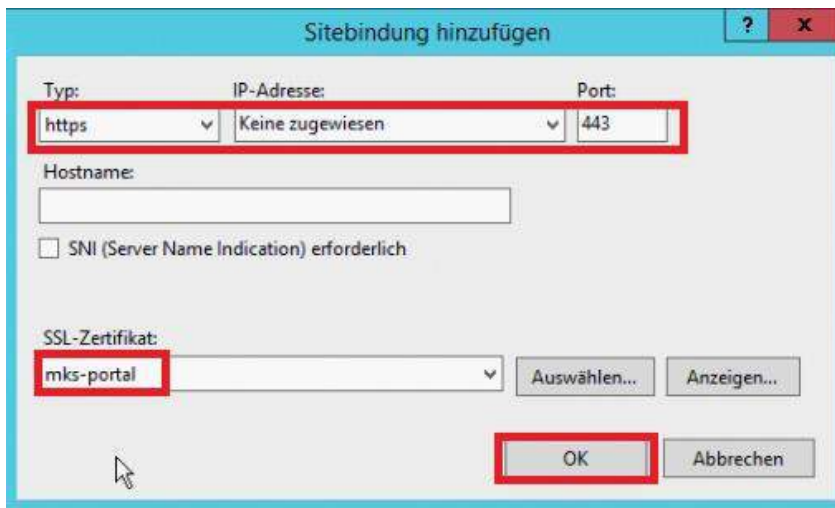 Sitebindung hinzufügen
? x
Typ: IP-Adresse: Port:
https Keine zugewiesen 443
Hostname:
SNI (Server Name Indication) erforderlich
SSL-Zertifikat:
mks-portal Auswählen... Anzeigen...
OK Abbrechen